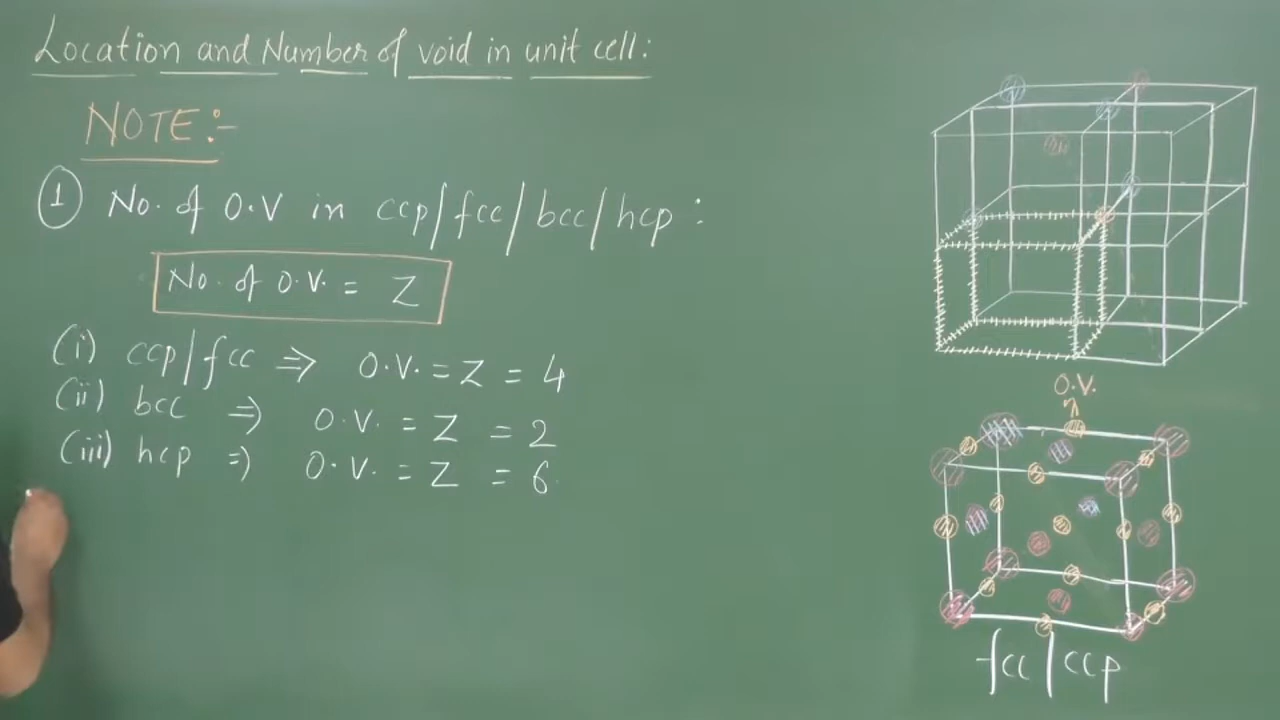 Location and Number of void in unit cell:
NOTE:-
① No. of O.V in ccp/fcc/bcc/hcp:
No. of O.V. = Z
(i) ccp/fcc ⇒ O.V. = Z = 4
(ii) bcc ⇒ O.V. = Z = 2
(iii) hcp ⇒ O.V. = Z = 6
O.V.
fcc/ccp